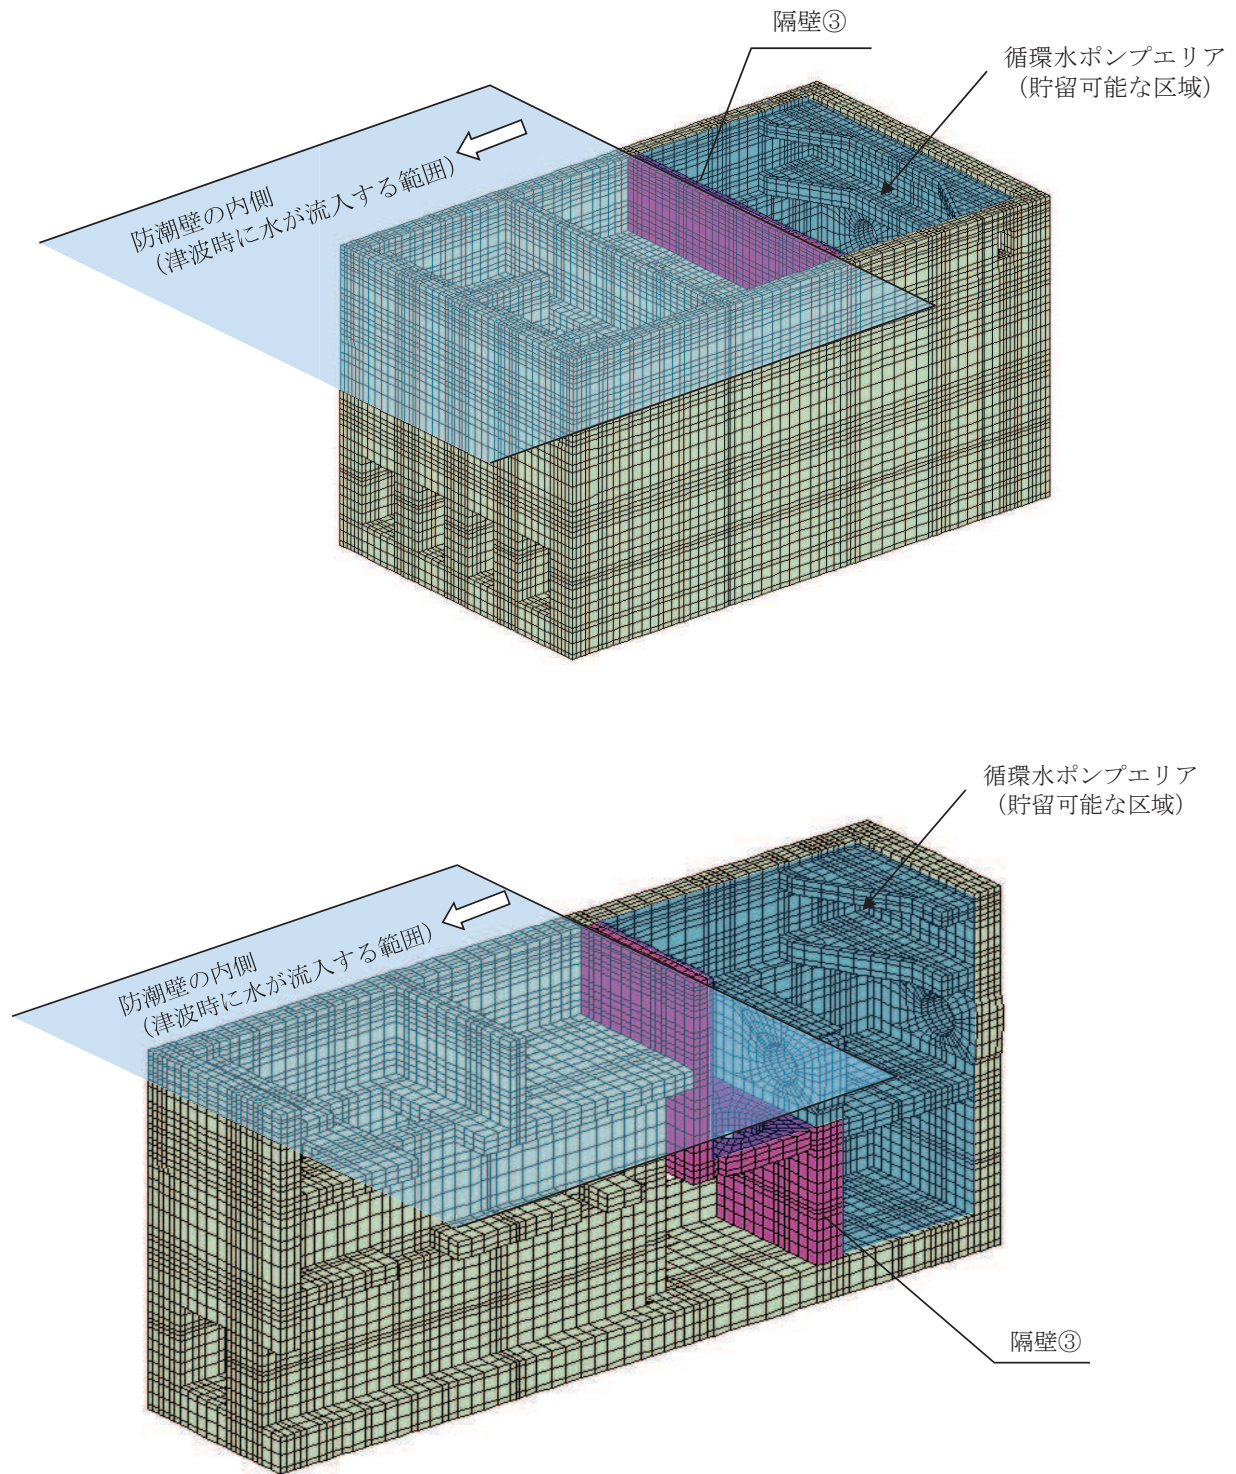 隔壁③
循環水ポンプエリア
（貯留可能な区域）
防潮壁の内側
（津波時に水が流入する範囲）
循環水ポンプエリア
（貯留可能な区域）
防潮壁の内側
（津波時に水が流入する範囲）
隔壁③